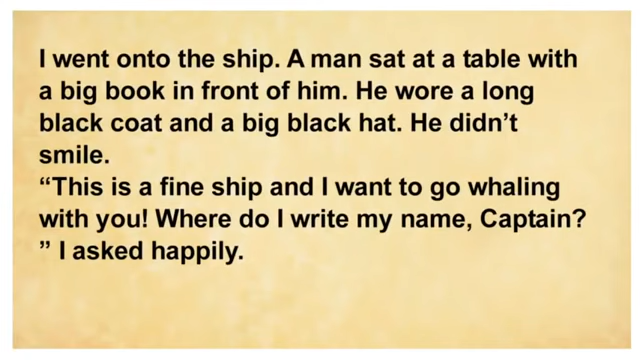 I went onto the ship. A man sat at a table with
a big book in front of him. He wore a long
black coat and a big black hat. He didn’t
smile.
“This is a fine ship and I want to go whaling
with you! Where do I write my name, Captain?
” I asked happily.